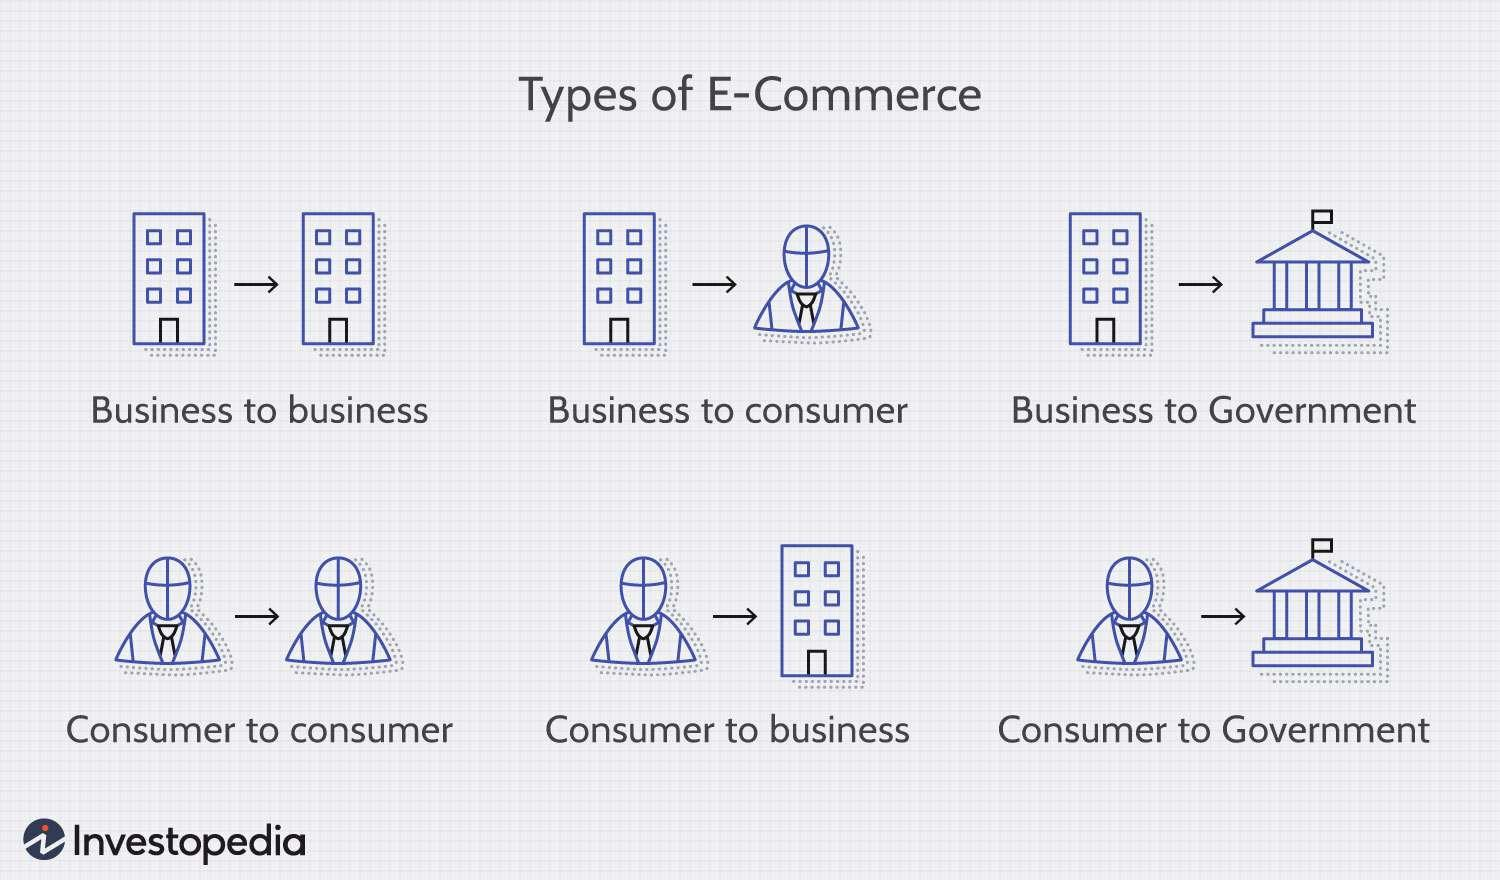 Types of E-Commerce
Business to business
Business to consumer
Business to Government
Consumer to consumer
Consumer to business
Consumer to Government
Investopedia